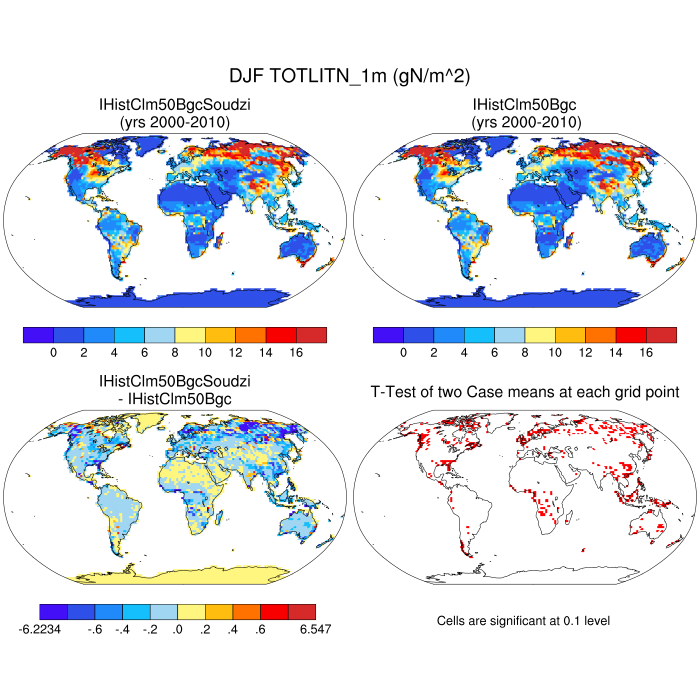 DJF TOTLITN_1m (gN/m^2)
IHistClm50BgcSoudzi
(yrs 2000-2010)
IHistClm50Bgc
(yrs 2000-2010)
0 2 4 6 8 10 12 14 16
0 2 4 6 8 10 12 14 16
IHistClm50BgcSoudzi
- IHistClm50Bgc
T-Test of two Case means at each grid point
-6.2234 -.6 -.4 -.2 .0 .2 .4 .6 6.547
Cells are significant at 0.1 level